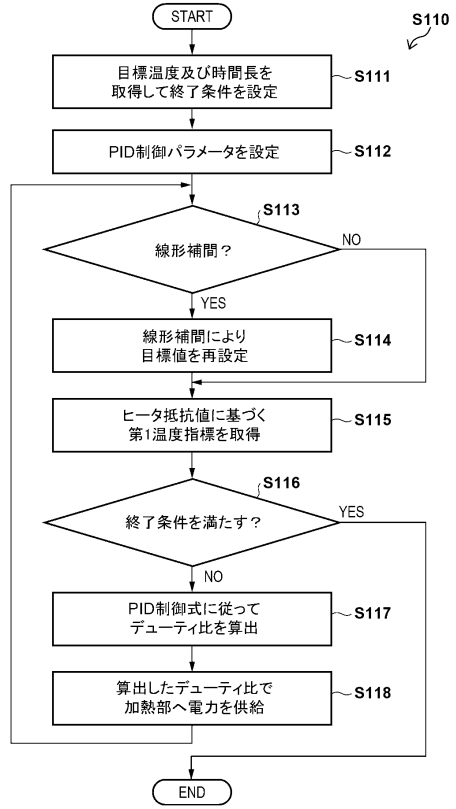 START
S110
目標温度及び時間長を
取得して終了条件を設定
S111
PID制御パラメータを設定
S112
S113
線形補間？
NO
YES
線形補間により
目標値を再設定
S114
ヒータ抵抗値に基づく
第1温度指標を取得
S115
S116
終了条件を満たす？
YES
NO
PID制御式に従って
デューティ比を算出
S117
算出したデューティ比で
加熱部へ電力を供給
S118
END